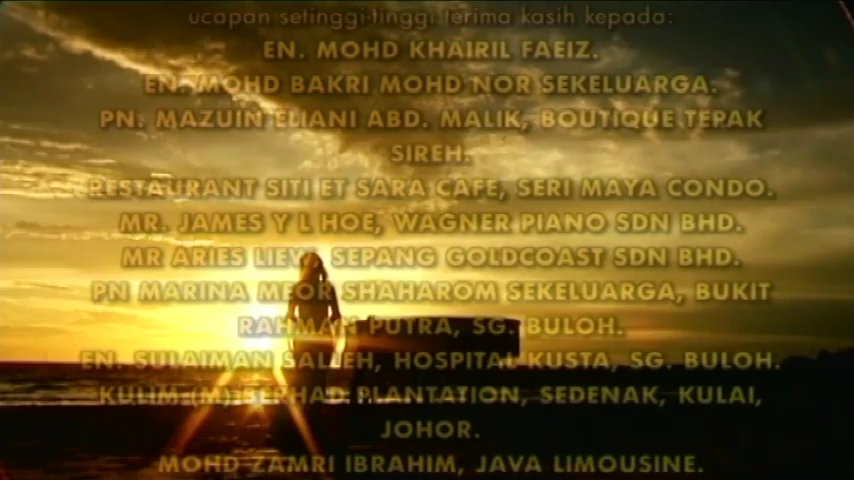 ucapan setinggi-tinggi terima kasih kepada:
EN. MOHD KHAIRIL FAEIZ.
EN. MOHD BAKRI MOHD NOR SEKELUARGA.
PN. MAZUIN ELIANI ABD. MALIK, BOUTIQUE TEPAK
SIREH.
RESTAURANT SITI ET SARA CAFE, SERI MAYA CONDO.
MR. JAMES Y L HOE, WAGNER PIANO SDN BHD.
MR ARIES LIEW, SEPANG GOLDCOAST SDN BHD.
PN MARINA MEOR SHAHAROM SEKELUARGA, BUKIT
RAHMAN PUTRA, SG. BULOH.
EN. SULAIMAN SALLEH, HOSPITAL KUSTA, SG. BULOH.
KULIM (M) BERHAD PLANTATION, SEDENAK, KULAI,
JOHOR.
MOHD ZAMRI IBRAHIM, JAVA LIMOUSINE.